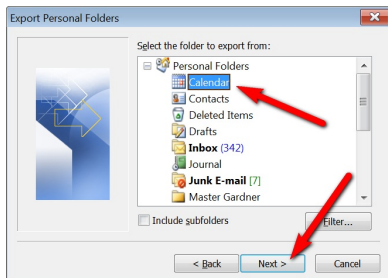 Export Personal Folders
Select the folder to export from:
Personal Folders
Calendar
Contacts
Deleted Items
Drafts
Inbox (342)
Journal
Junk E-mail [7]
Master Gardner
Include subfolders
Filter...
< Back
Next >
Cancel